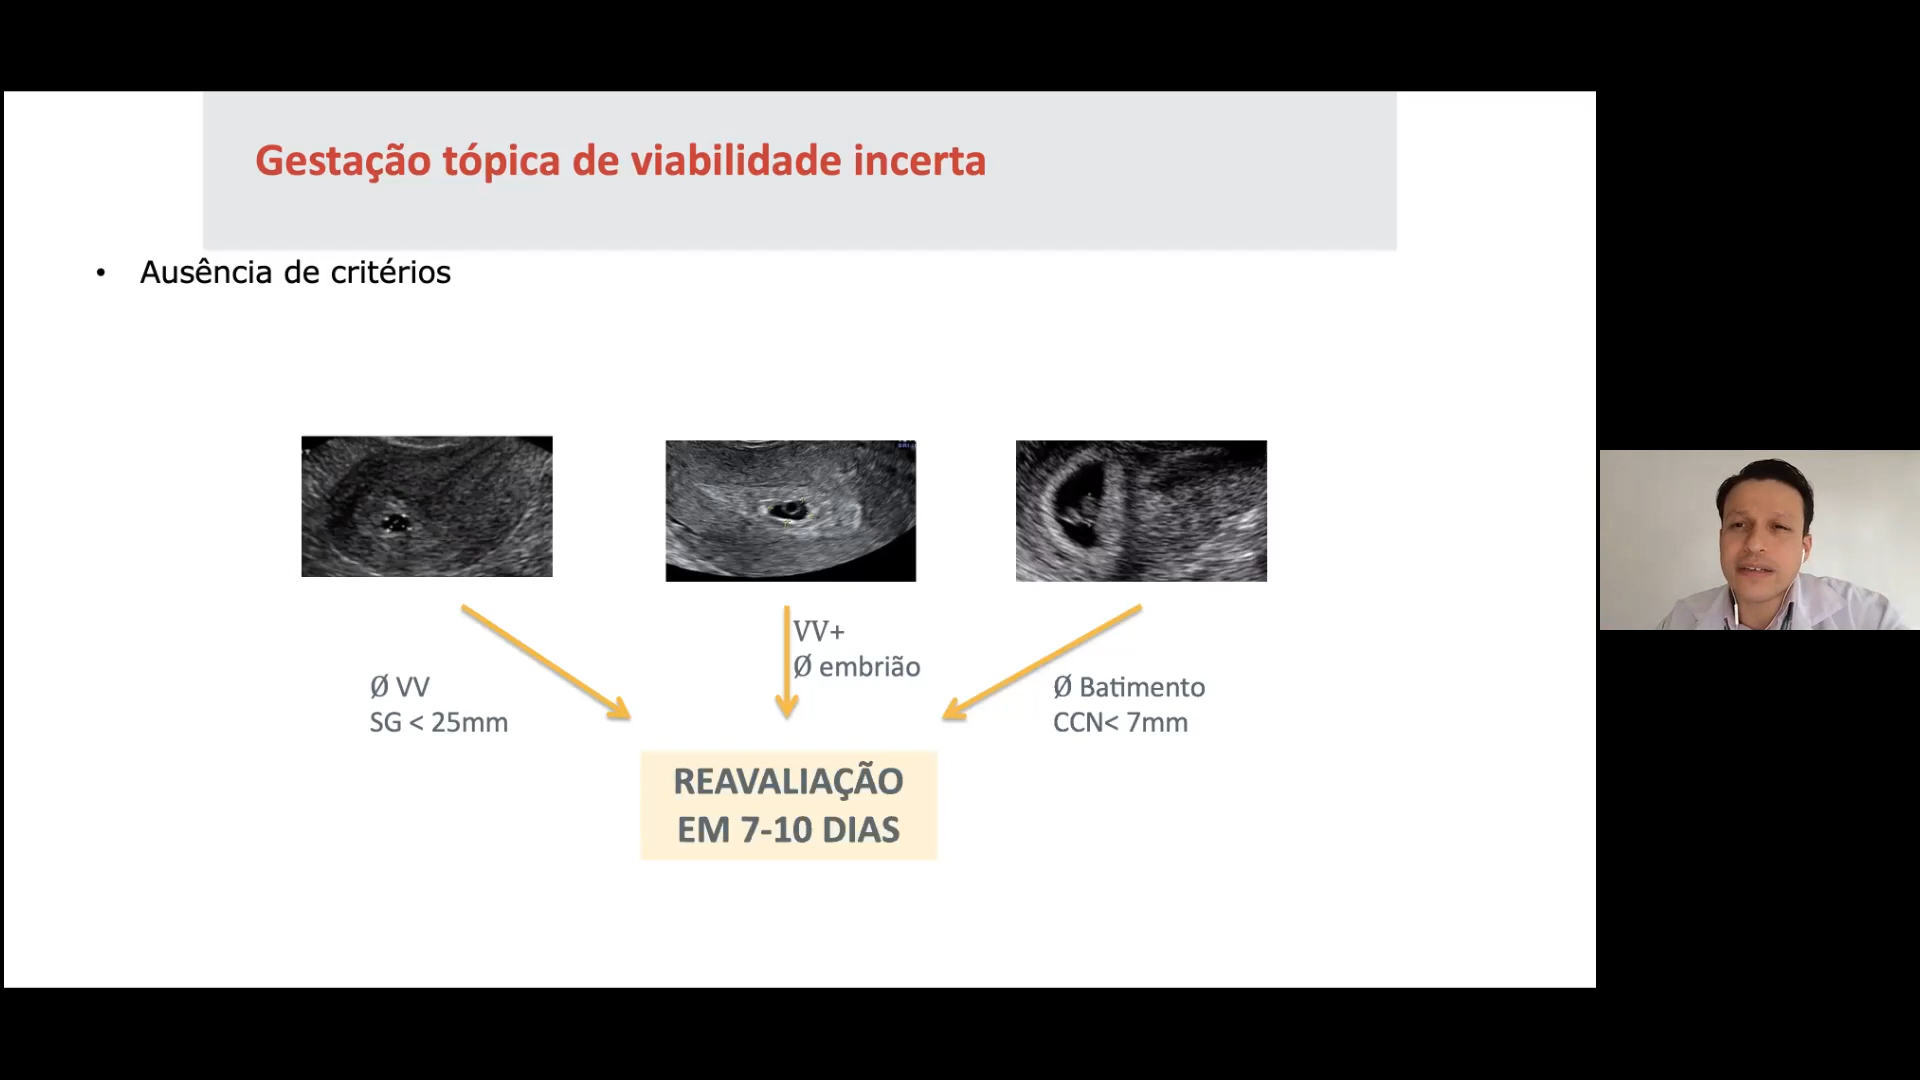 Gestação tópica de viabilidade incerta
• Ausência de critérios
VV+
Ø embrião
Ø VV
SG < 25mm
Ø Batimento
CCN< 7mm
REAVALIAÇÃO
EM 7-10 DIAS